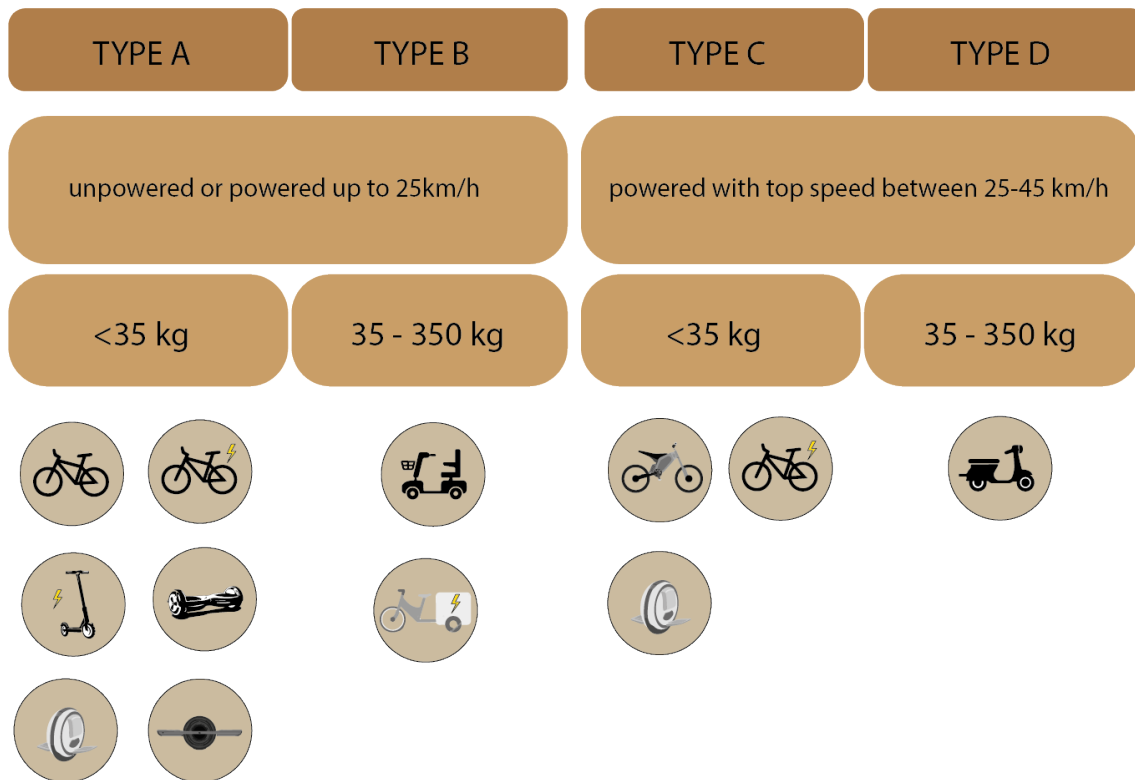 TYPE A
TYPE B
TYPE C
TYPE D
unpowered or powered up to 25km/h
powered with top speed between 25-45 km/h
<35 kg
35 - 350 kg
<35 kg
35 - 350 kg